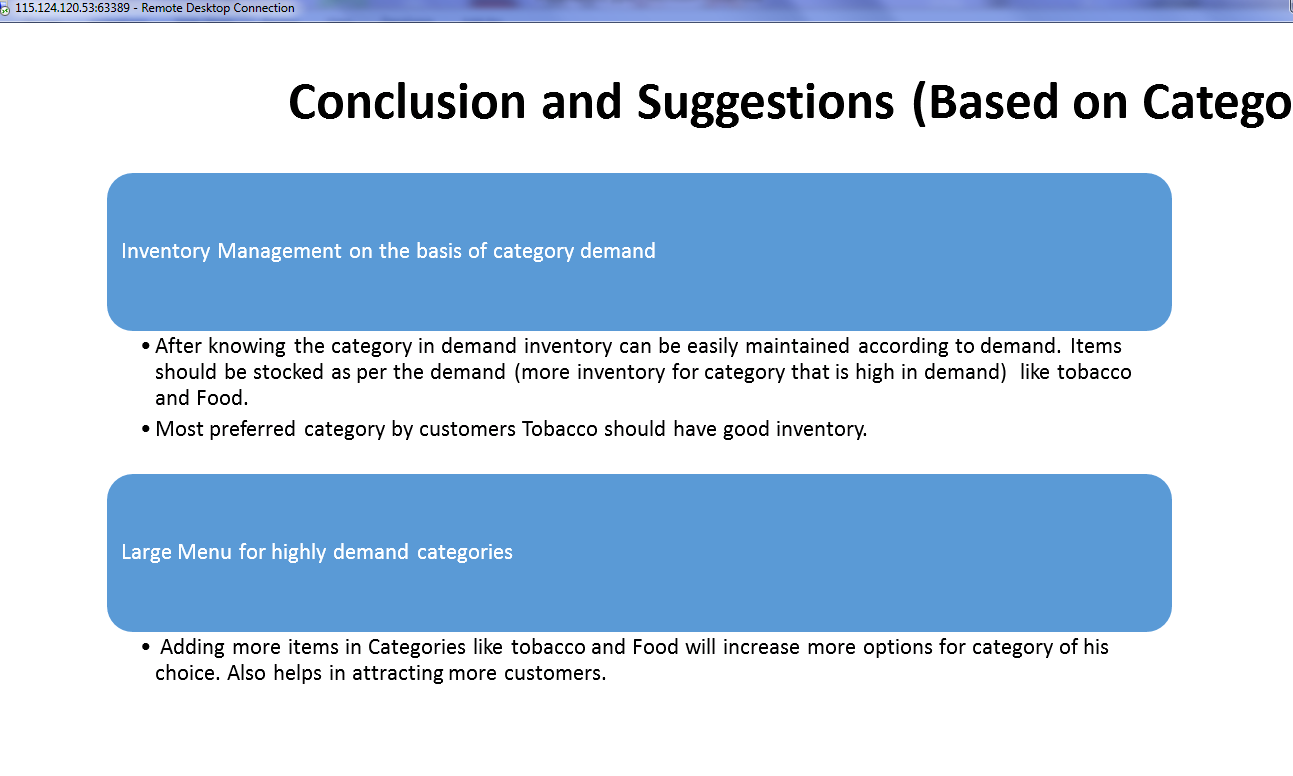 115.124.120.53:63389 - Remote Desktop Connection
Conclusion and Suggestions (Based on Catego
Inventory Management on the basis of category demand
• After knowing the category in demand inventory can be easily maintained according to demand. Items
should be stocked as per the demand (more inventory for category that is high in demand) like tobacco
and Food.
• Most preferred category by customers Tobacco should have good inventory.
Large Menu for highly demand categories
• Adding more items in Categories like tobacco and Food will increase more options for category of his
choice. Also helps in attracting more customers.